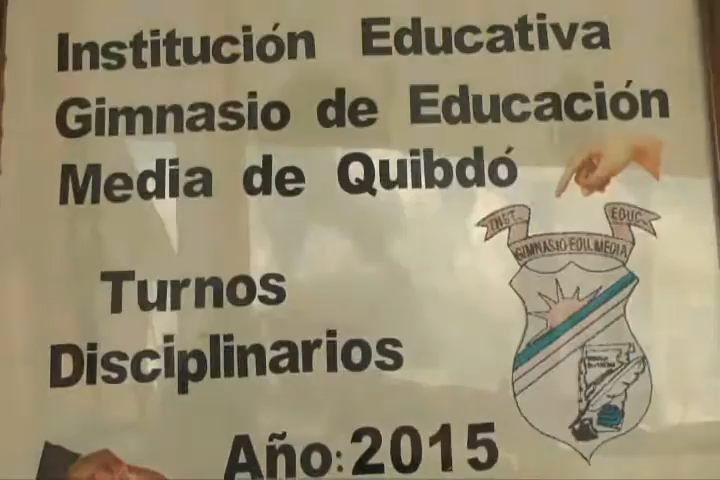 Institución Educativa
Gimnasio de Educación
Media de Quibdó
INST. EDUC.
GIMNASIO EDU. MEDIA
Turnos
Disciplinarios
Año: 2015